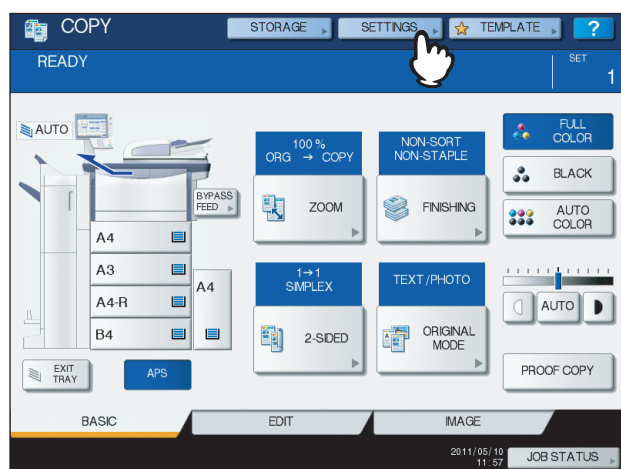 COPY
STORAGE
SETTINGS
TEMPLATE
?
READY
SET
1
AUTO
BYPASS
FEED
A4
A3
A4-R
B4
A4
EXIT
TRAY
APS
100 %
ORG → COPY
ZOOM
NON-SORT
NON-STAPLE
FINISHING
1→1
SIMPLEX
2-SIDED
TEXT/PHOTO
ORIGINAL
MODE
FULL
COLOR
BLACK
AUTO
COLOR
AUTO
PROOF COPY
BASIC
EDIT
IMAGE
2011/05/10
11:57
JOB STATUS